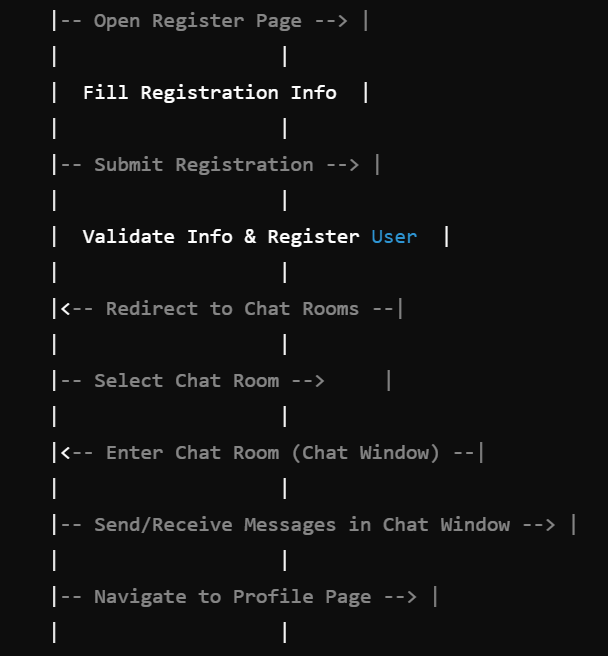 |-- Open Register Page --> |
|                   |
|  Fill Registration Info  |
|                   |
|-- Submit Registration --> |
|                   |
|  Validate Info & Register User  |
|                   |
|<-- Redirect to Chat Rooms --|
|                   |
|-- Select Chat Room -->     |
|                   |
|<-- Enter Chat Room (Chat Window) --|
|                   |
|-- Send/Receive Messages in Chat Window --> |
|                   |
|-- Navigate to Profile Page --> |
|                   |